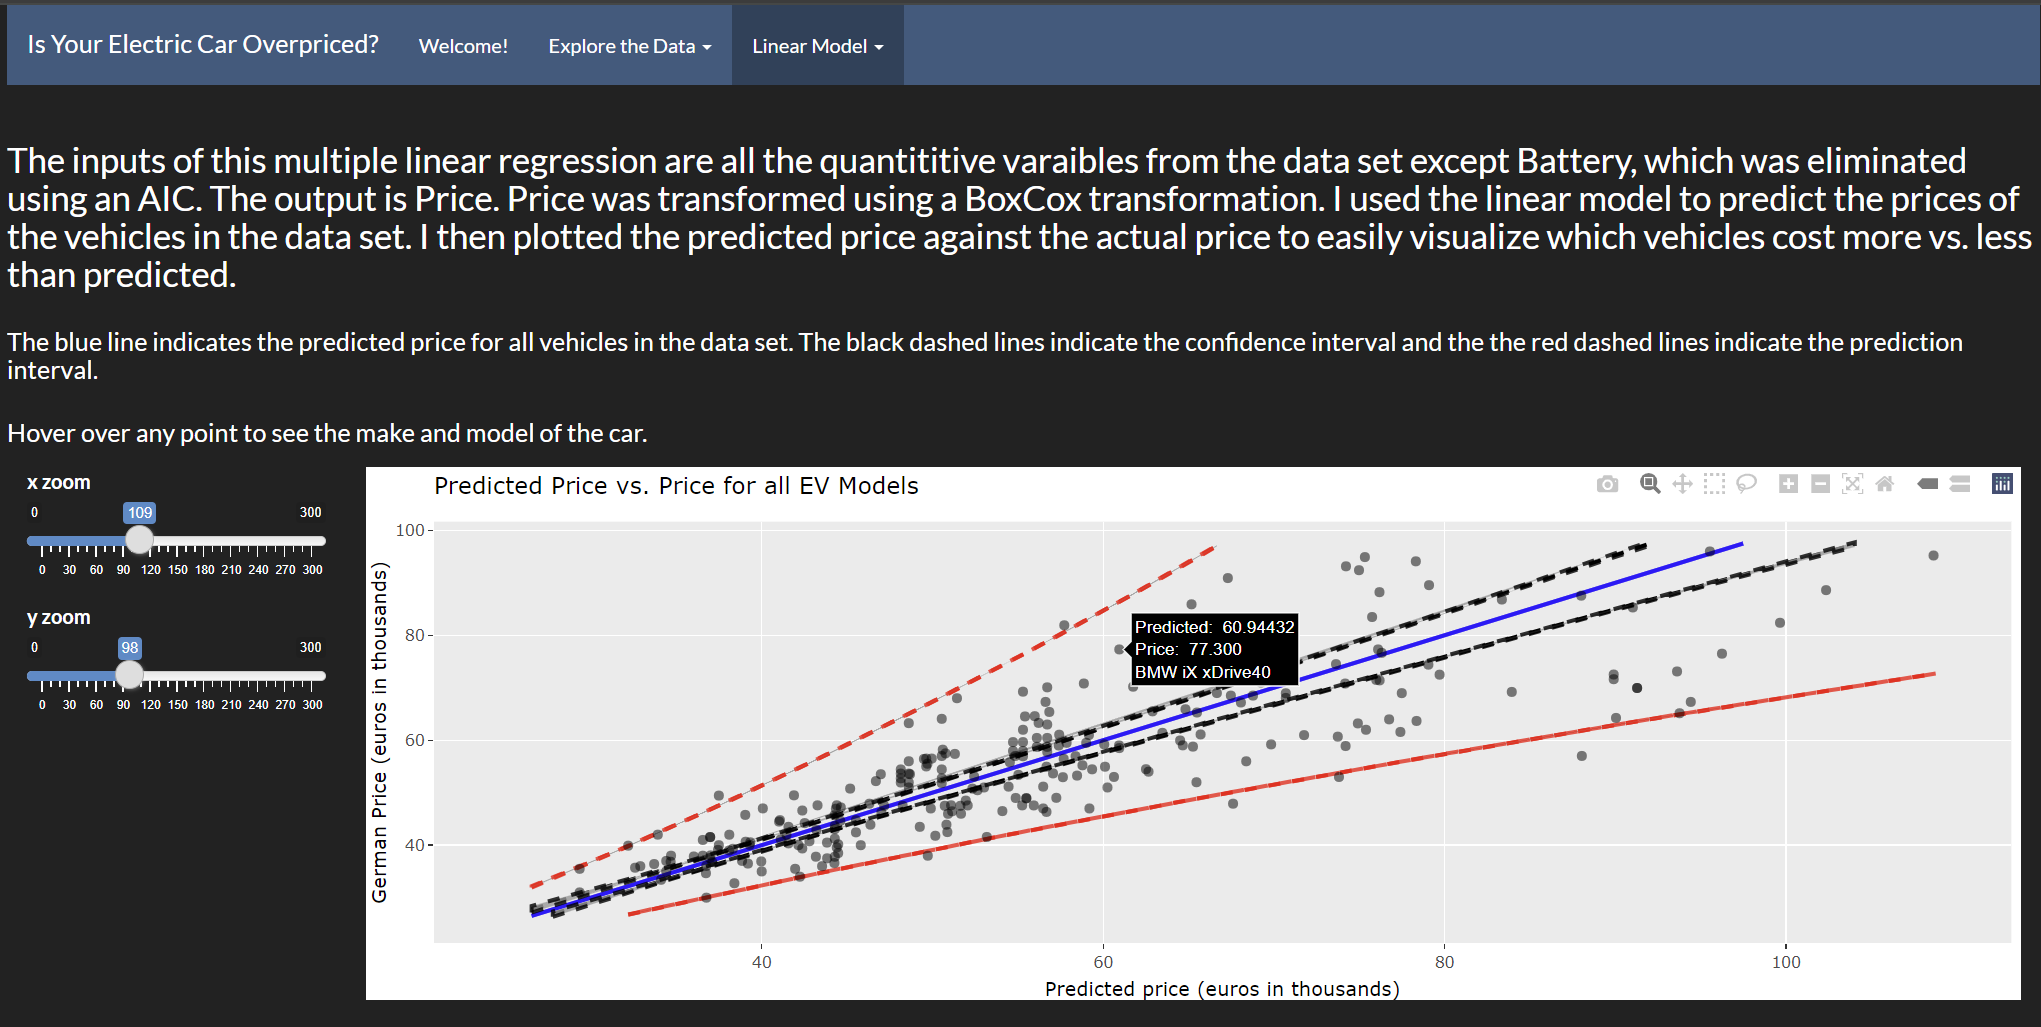 Is Your Electric Car Overpriced? Welcome! Explore the Data Linear Model
The inputs of this multiple linear regression are all the quantititive varaibles from the data set except Battery, which was eliminated
using an AIC. The output is Price. Price was transformed using a BoxCox transformation. I used the linear model to predict the prices of
the vehicles in the data set. I then plotted the predicted price against the actual price to easily visualize which vehicles cost more vs. less
than predicted.
The blue line indicates the predicted price for all vehicles in the data set. The black dashed lines indicate the confidence interval and the the red dashed lines indicate the prediction
interval.
Hover over any point to see the make and model of the car.
x zoom
0 109 300
0 30 60 90 120 150 180 210 240 270 300
y zoom
0 98 300
0 30 60 90 120 150 180 210 240 270 300
Predicted Price vs. Price for all EV Models
German Price (euros in thousands)
100
80
60
40
Predicted: 60.94432
Price: 77.300
BMW iX xDrive40
40 60 80 100
Predicted price (euros in thousands)